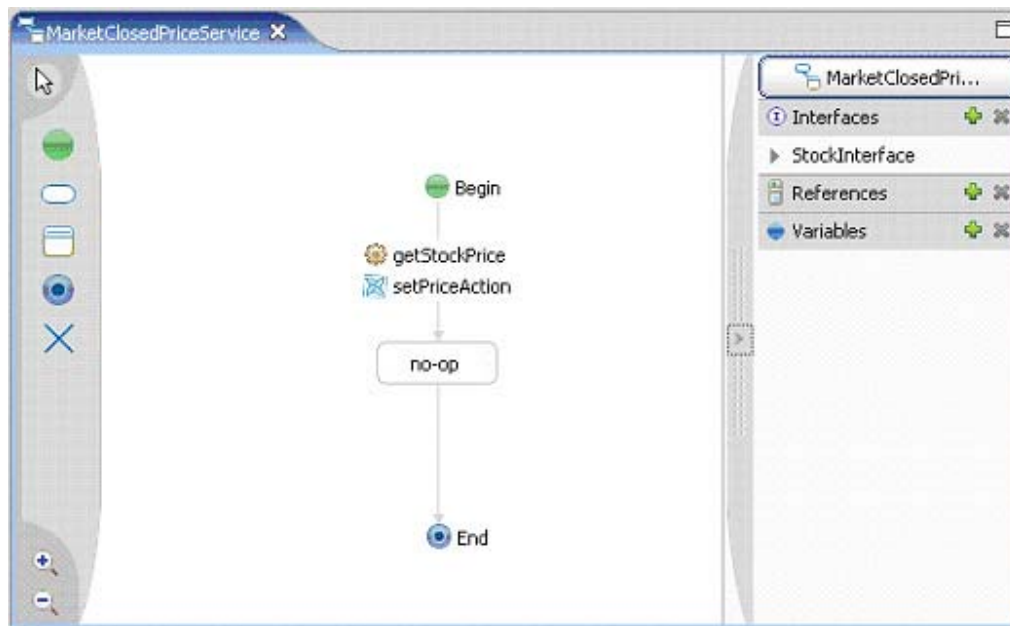 MarketClosedPriceService
MarketClosedPri...
Interfaces
StockInterface
References
Variables
Begin
getStockPrice
setPriceAction
no-op
End